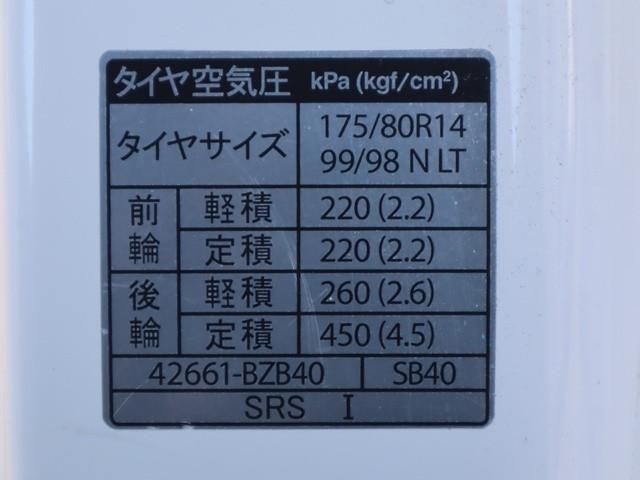 タイヤ空気圧 kPa (kgf/cm²)
タイヤサイズ 175/80R14
99/98 N LT
前輪 軽積 220 (2.2)
定積 220 (2.2)
後輪 軽積 260 (2.6)
定積 450 (4.5)
42661-BZB40 SB40
SRS I